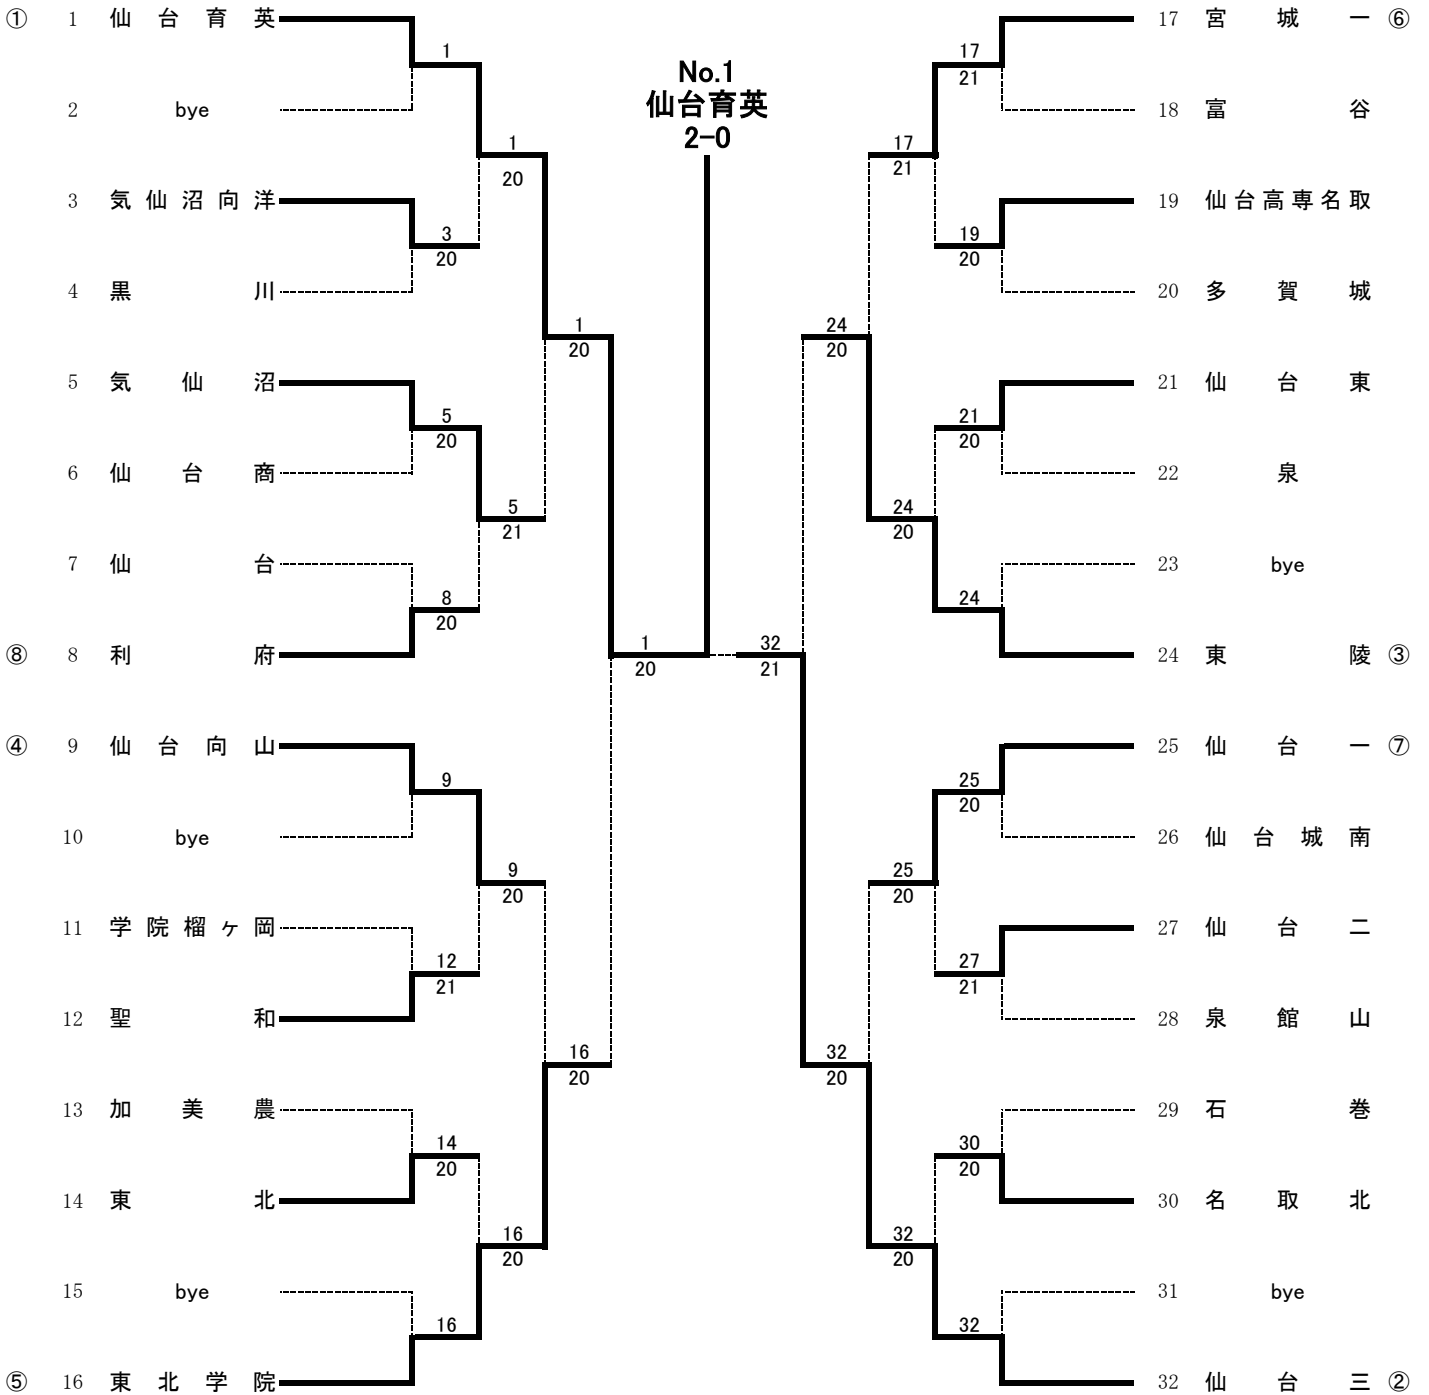 ① 1 仙台育英
1
2 bye
1
20
3 気仙沼向洋
3
20
4 黒川
1
20
5 気仙沼
5
20
6 仙台商
5
21
7 仙台
8
20
⑧ 8 利府
1
20
④ 9 仙台向山
9
10 bye
9
20
11 学院榴ヶ岡
12
21
12 聖和
16
20
13 加美農
14
20
14 東北
16
20
15 bye
16
⑤ 16 東北学院
No.1
仙台育英
2-0
17 宮城一 ⑥
17
21
18 富谷
17
21
19 仙台高専名取
19
20
20 多賀城
24
20
21 仙台東
21
20
22 泉
24
20
23 bye
24
24 東陵 ③
32
21
25 仙台一 ⑦
25
20
26 仙台城南
25
20
27 仙台二
27
21
28 泉館山
32
20
29 石巻
30
20
30 名取北
32
20
31 bye
32
32 仙台三 ②